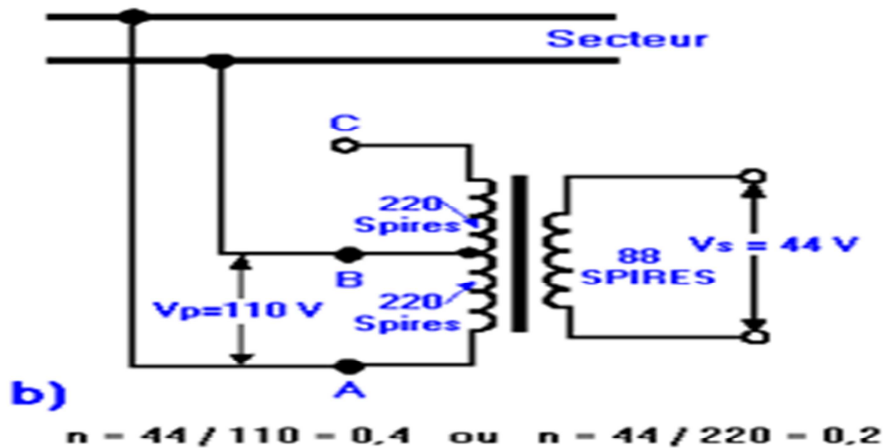 Secteur
C
220
Spires
B
88
SPIRES
Vs = 44 V
Vp=110 V
220
Spires
A
b)
n = 44 / 110 = 0,4 ou n = 44 / 220 = 0,2